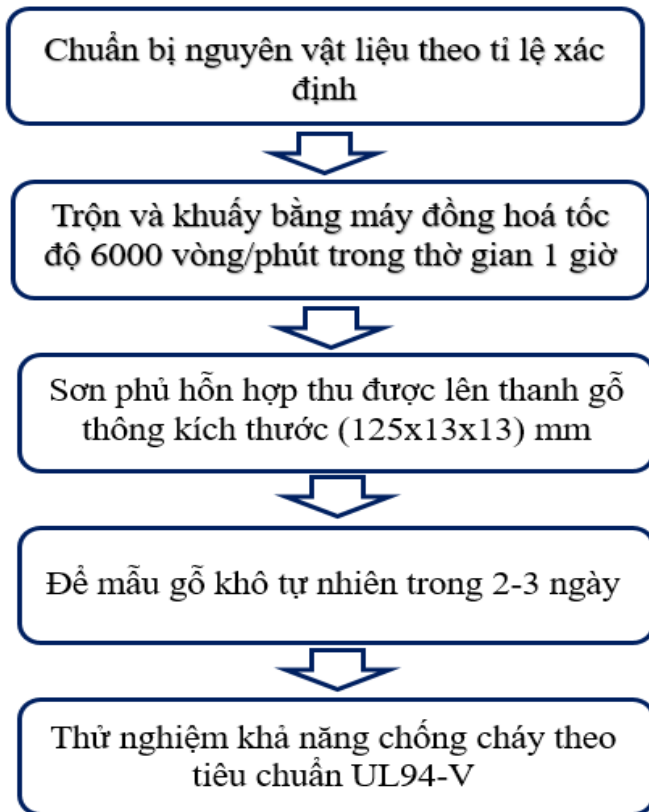 Chuẩn bị nguyên vật liệu theo tỉ lệ xác
định
Trộn và khuấy bằng máy đồng hoá tốc
độ 6000 vòng/phút trong thờ gian 1 giờ
Sơn phủ hỗn hợp thu được lên thanh gỗ
thông kích thước (125x13x13) mm
Để mẫu gỗ khô tự nhiên trong 2-3 ngày
Thử nghiệm khả năng chống cháy theo
tiêu chuẩn UL94-V